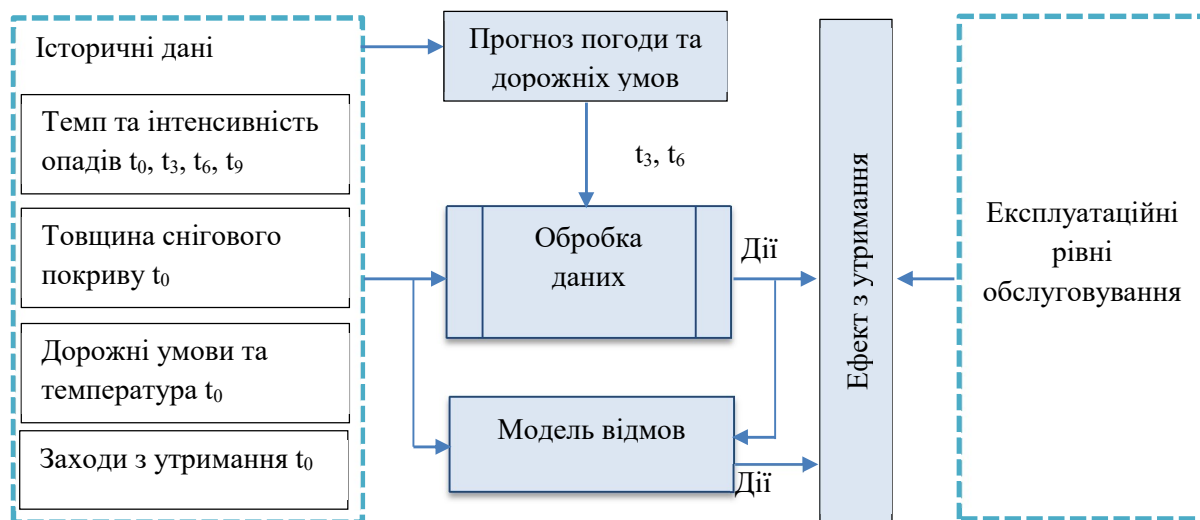 Історичні дані
Темп та інтенсивність
опадів t0, t3, t6, t9
Товщина снігового
покриву t0
Дорожні умови та
температура t0
Заходи з утримання t0
Прогноз погоди та
дорожніх умов
t3, t6
Обробка
даних
Дії
Модель відмов
Дії
Ефект з утримання
Експлуатаційні
рівні
обслуговування